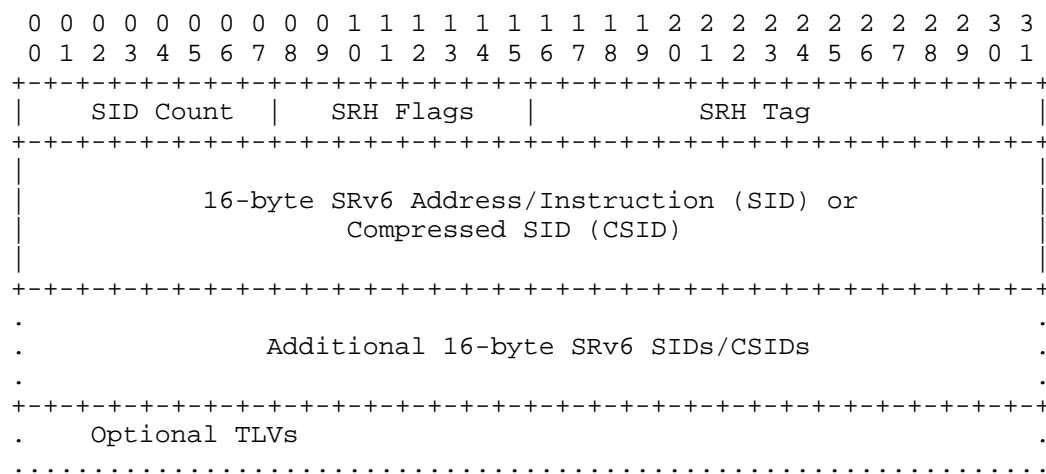 0 0 0 0 0 0 0 0 0 0 1 1 1 1 1 1 1 1 1 1 2 2 2 2 2 2 2 2 2 2 3 3
 0 1 2 3 4 5 6 7 8 9 0 1 2 3 4 5 6 7 8 9 0 1 2 3 4 5 6 7 8 9 0 1
+-+-+-+-+-+-+-+-+-+-+-+-+-+-+-+-+-+-+-+-+-+-+-+-+-+-+-+-+-+-+-+-+
|    SID Count  |   SRH Flags   |          SRH Tag              |
+-+-+-+-+-+-+-+-+-+-+-+-+-+-+-+-+-+-+-+-+-+-+-+-+-+-+-+-+-+-+-+-+
|                                                               |
|           16-byte SRv6 Address/Instruction (SID) or           |
|                    Compressed SID (CSID)                      |
|                                                               |
+-+-+-+-+-+-+-+-+-+-+-+-+-+-+-+-+-+-+-+-+-+-+-+-+-+-+-+-+-+-+-+-+
.                                                               .
.               Additional 16-byte SRv6 SIDs/CSIDs              .
.                                                               .
+-+-+-+-+-+-+-+-+-+-+-+-+-+-+-+-+-+-+-+-+-+-+-+-+-+-+-+-+-+-+-+-+
.    Optional TLVs                                              .
.................................................................